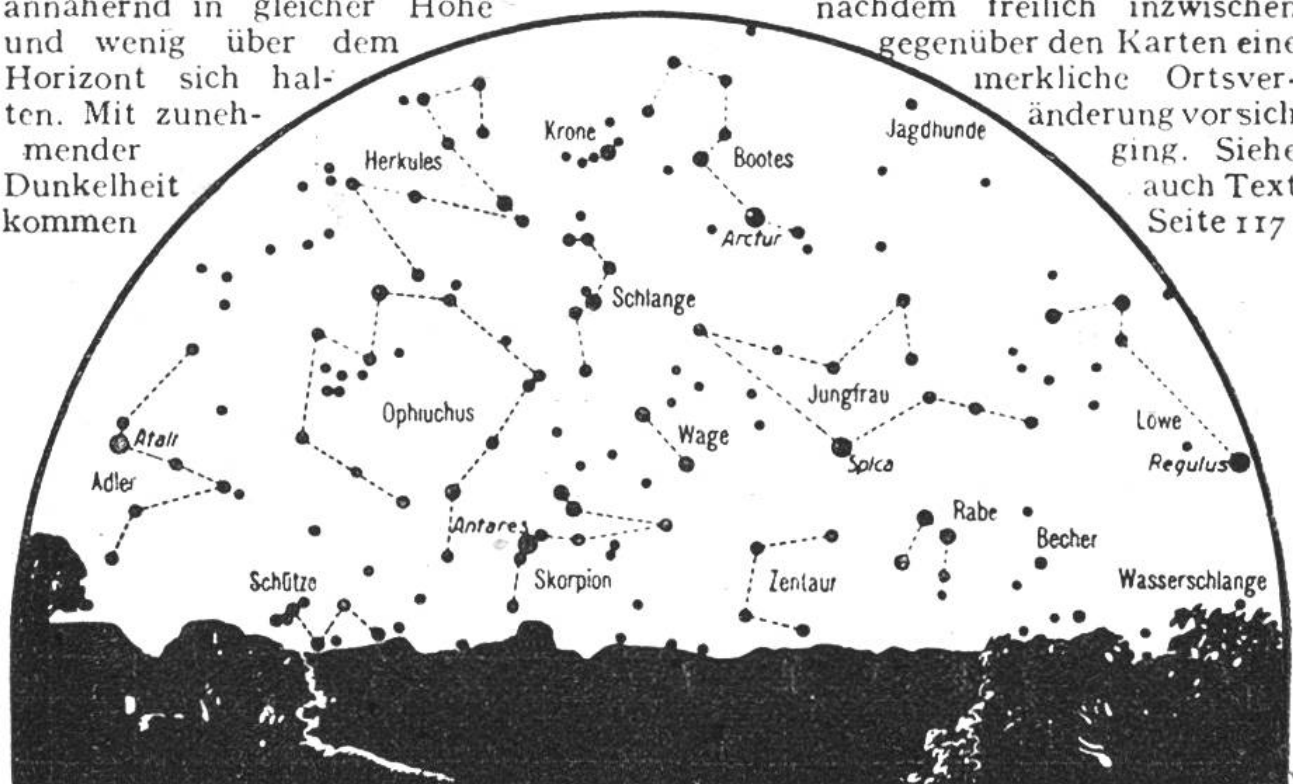 annähernd in gleicher Höhe
und wenig über dem
Horizont sich hal-
ten. Mit zuneh-
mender
Dunkelheit
kommen
nachdem freilich inzwischen
gegenüber den Karten eine
merkliche Ortsver-
änderung vor sich
ging. Siehe
auch Text
Seite 117
Krone
Jagdhunde
Herkules
Bootes
Arctur
Schlange
Jungfrau
Ophiuchus
Wage
Löwe
Atair
Spica
Regulus
Adler
Antares
Rabe
Becher
Schütze
Skorpion
Zentaur
Wasserschlange